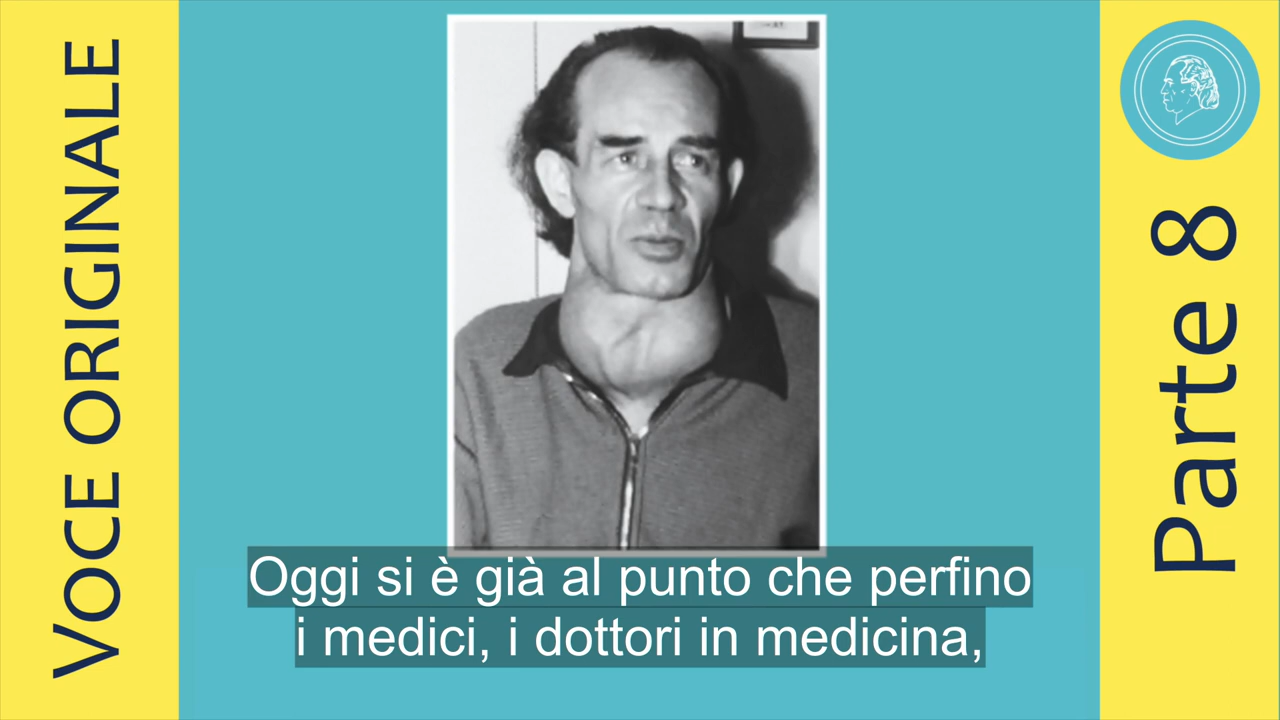 VOCE ORIGINALE
Parte 8
Oggi si è già al punto che perfino
i medici, i dottori in medicina,